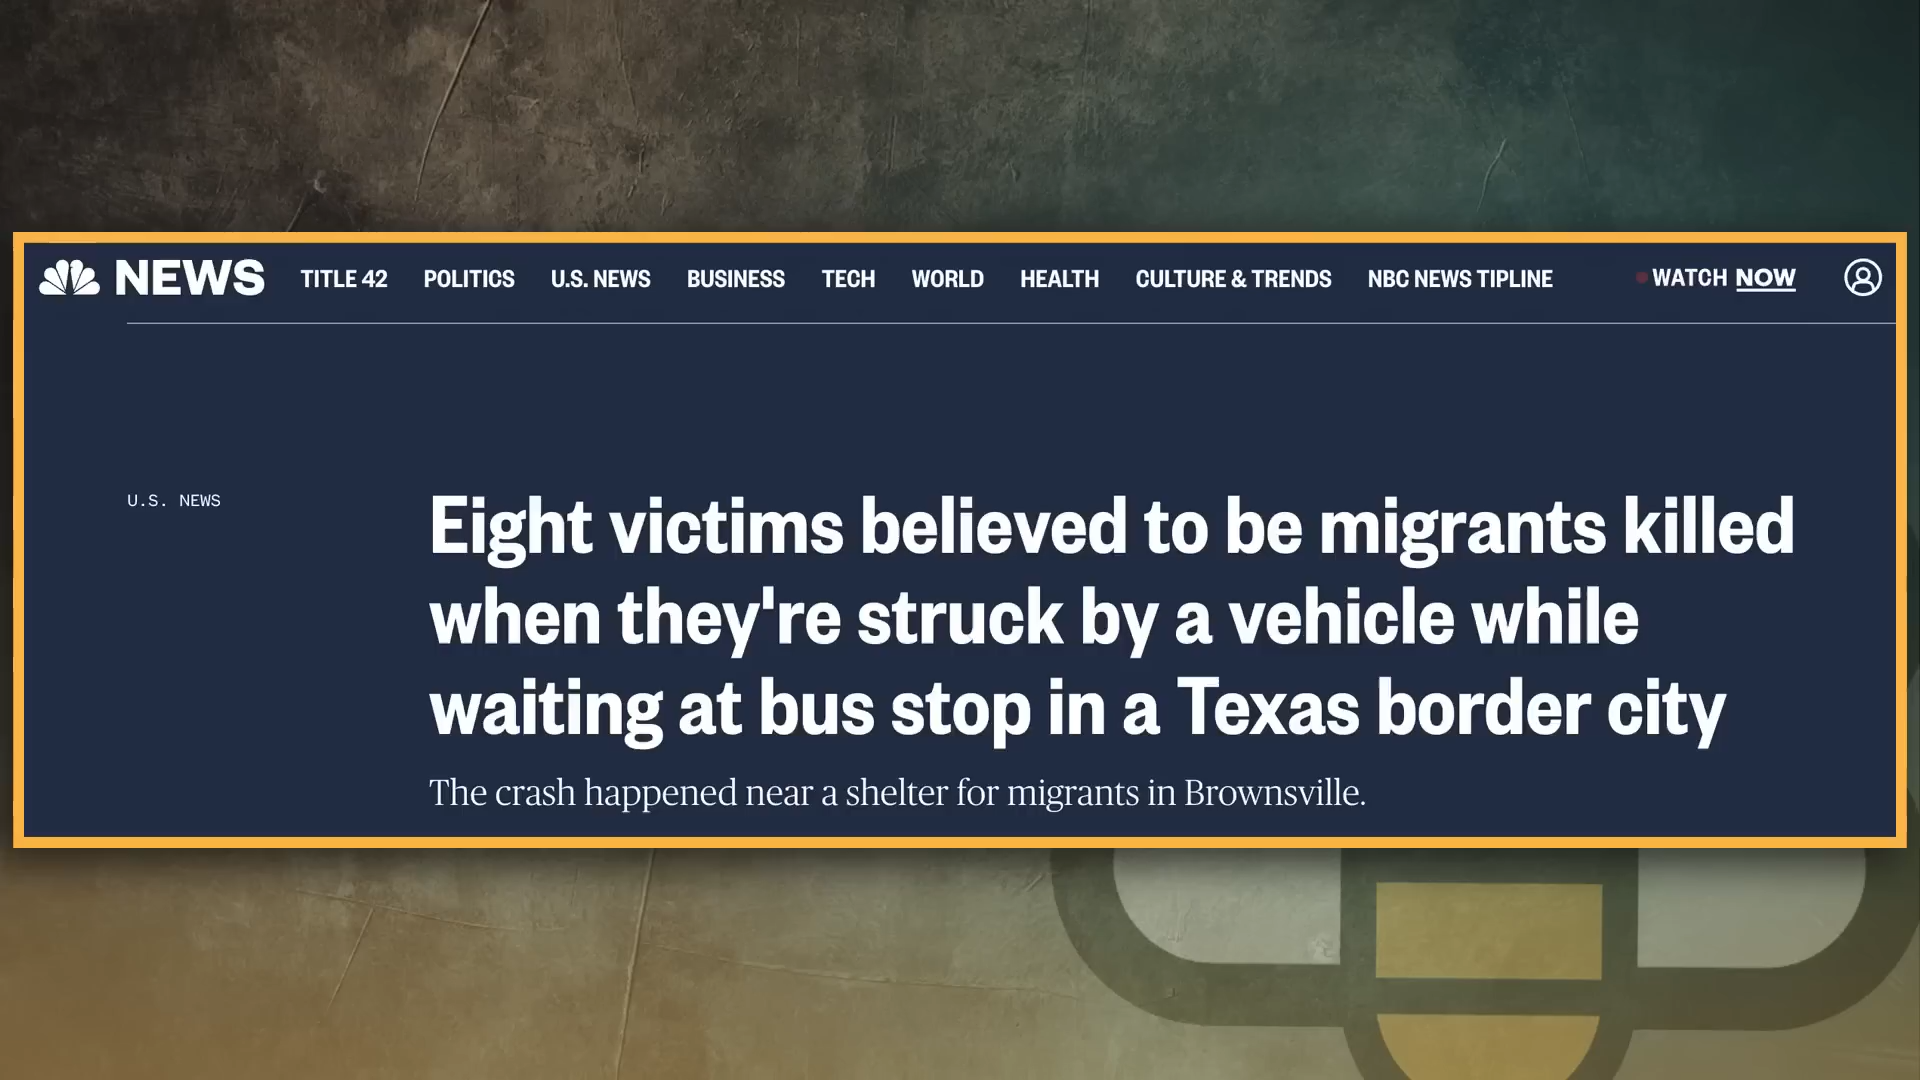 NEWS TITLE 42 POLITICS U.S. NEWS BUSINESS TECH WORLD HEALTH CULTURE & TRENDS NBC NEWS TIPLINE WATCH NOW
U.S. NEWS
Eight victims believed to be migrants killed
when they're struck by a vehicle while
waiting at bus stop in a Texas border city
The crash happened near a shelter for migrants in Brownsville.